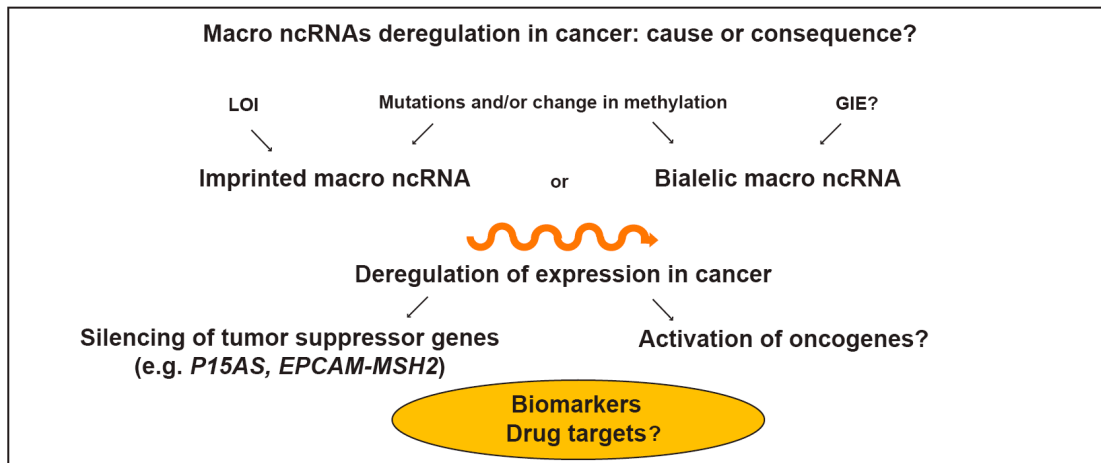 Macro ncRNAs deregulation in cancer: cause or consequence?
LOI
Mutations and/or change in methylation
GIE?
Imprinted macro ncRNA
or
Bialelic macro ncRNA
Deregulation of expression in cancer
Silencing of tumor suppressor genes
(e.g. P15AS, EPCAM-MSH2)
Activation of oncogenes?
Biomarkers
Drug targets?